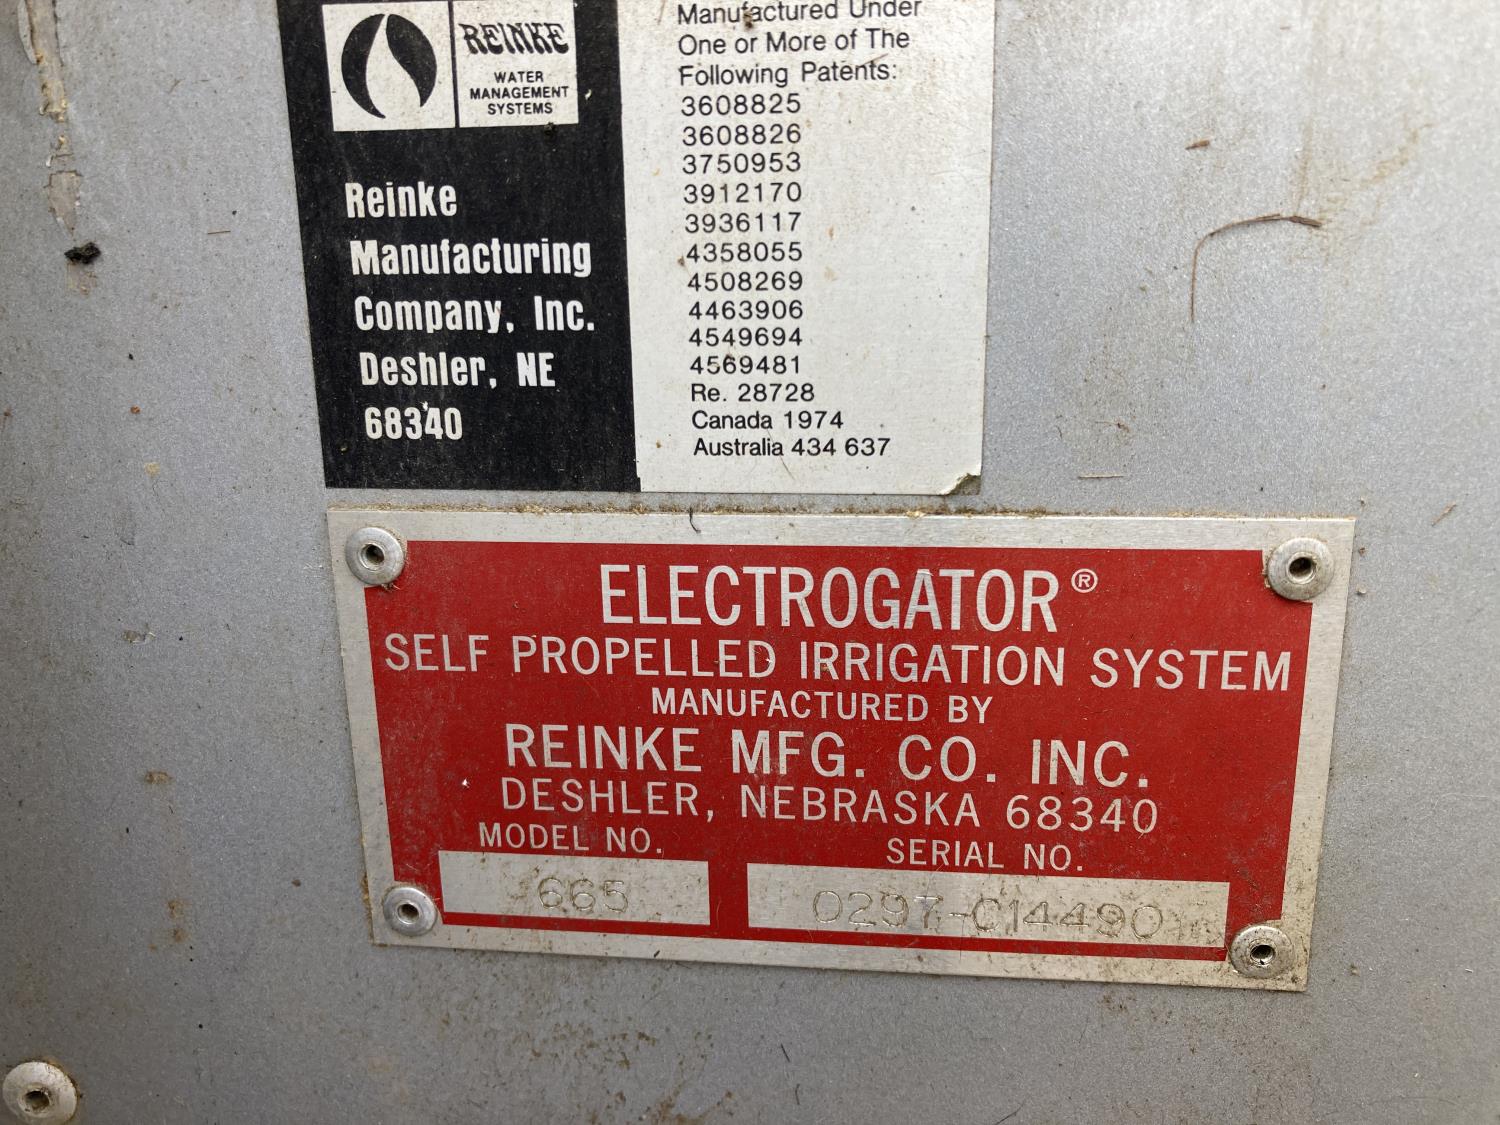 REINKE
WATER
MANAGEMENT
SYSTEMS
Reinke
Manufacturing
Company, Inc.
Deshler, NE
68340
Manufactured Under
One or More of The
Following Patents:
3608825
3608826
3750953
3912170
3936117
4358055
4508269
4463906
4549694
4569481
Re. 28728
Canada 1974
Australia 434 637
ELECTROGATOR®
SELF PROPELLED IRRIGATION SYSTEM
MANUFACTURED BY
REINKE MFG. CO. INC.
DESHLER, NEBRASKA 68340
MODEL NO. SERIAL NO.
665 0297-C14490